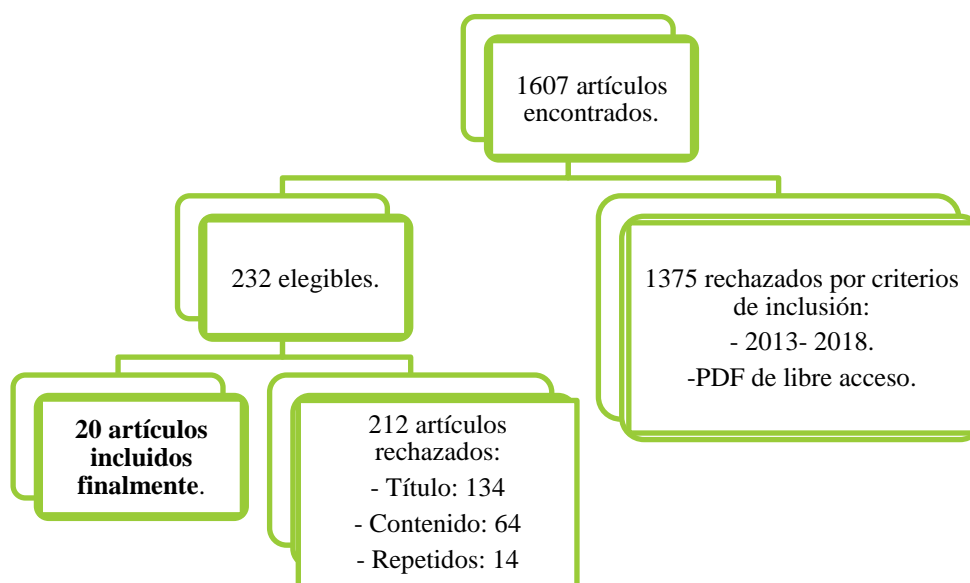 1607 artículos
encontrados.
232 elegibles.
1375 rechazados por criterios
de inclusión:
- 2013- 2018.
-PDF de libre acceso.
20 artículos
incluidos
finalmente.
212 artículos
rechazados:
- Título: 134
- Contenido: 64
- Repetidos: 14